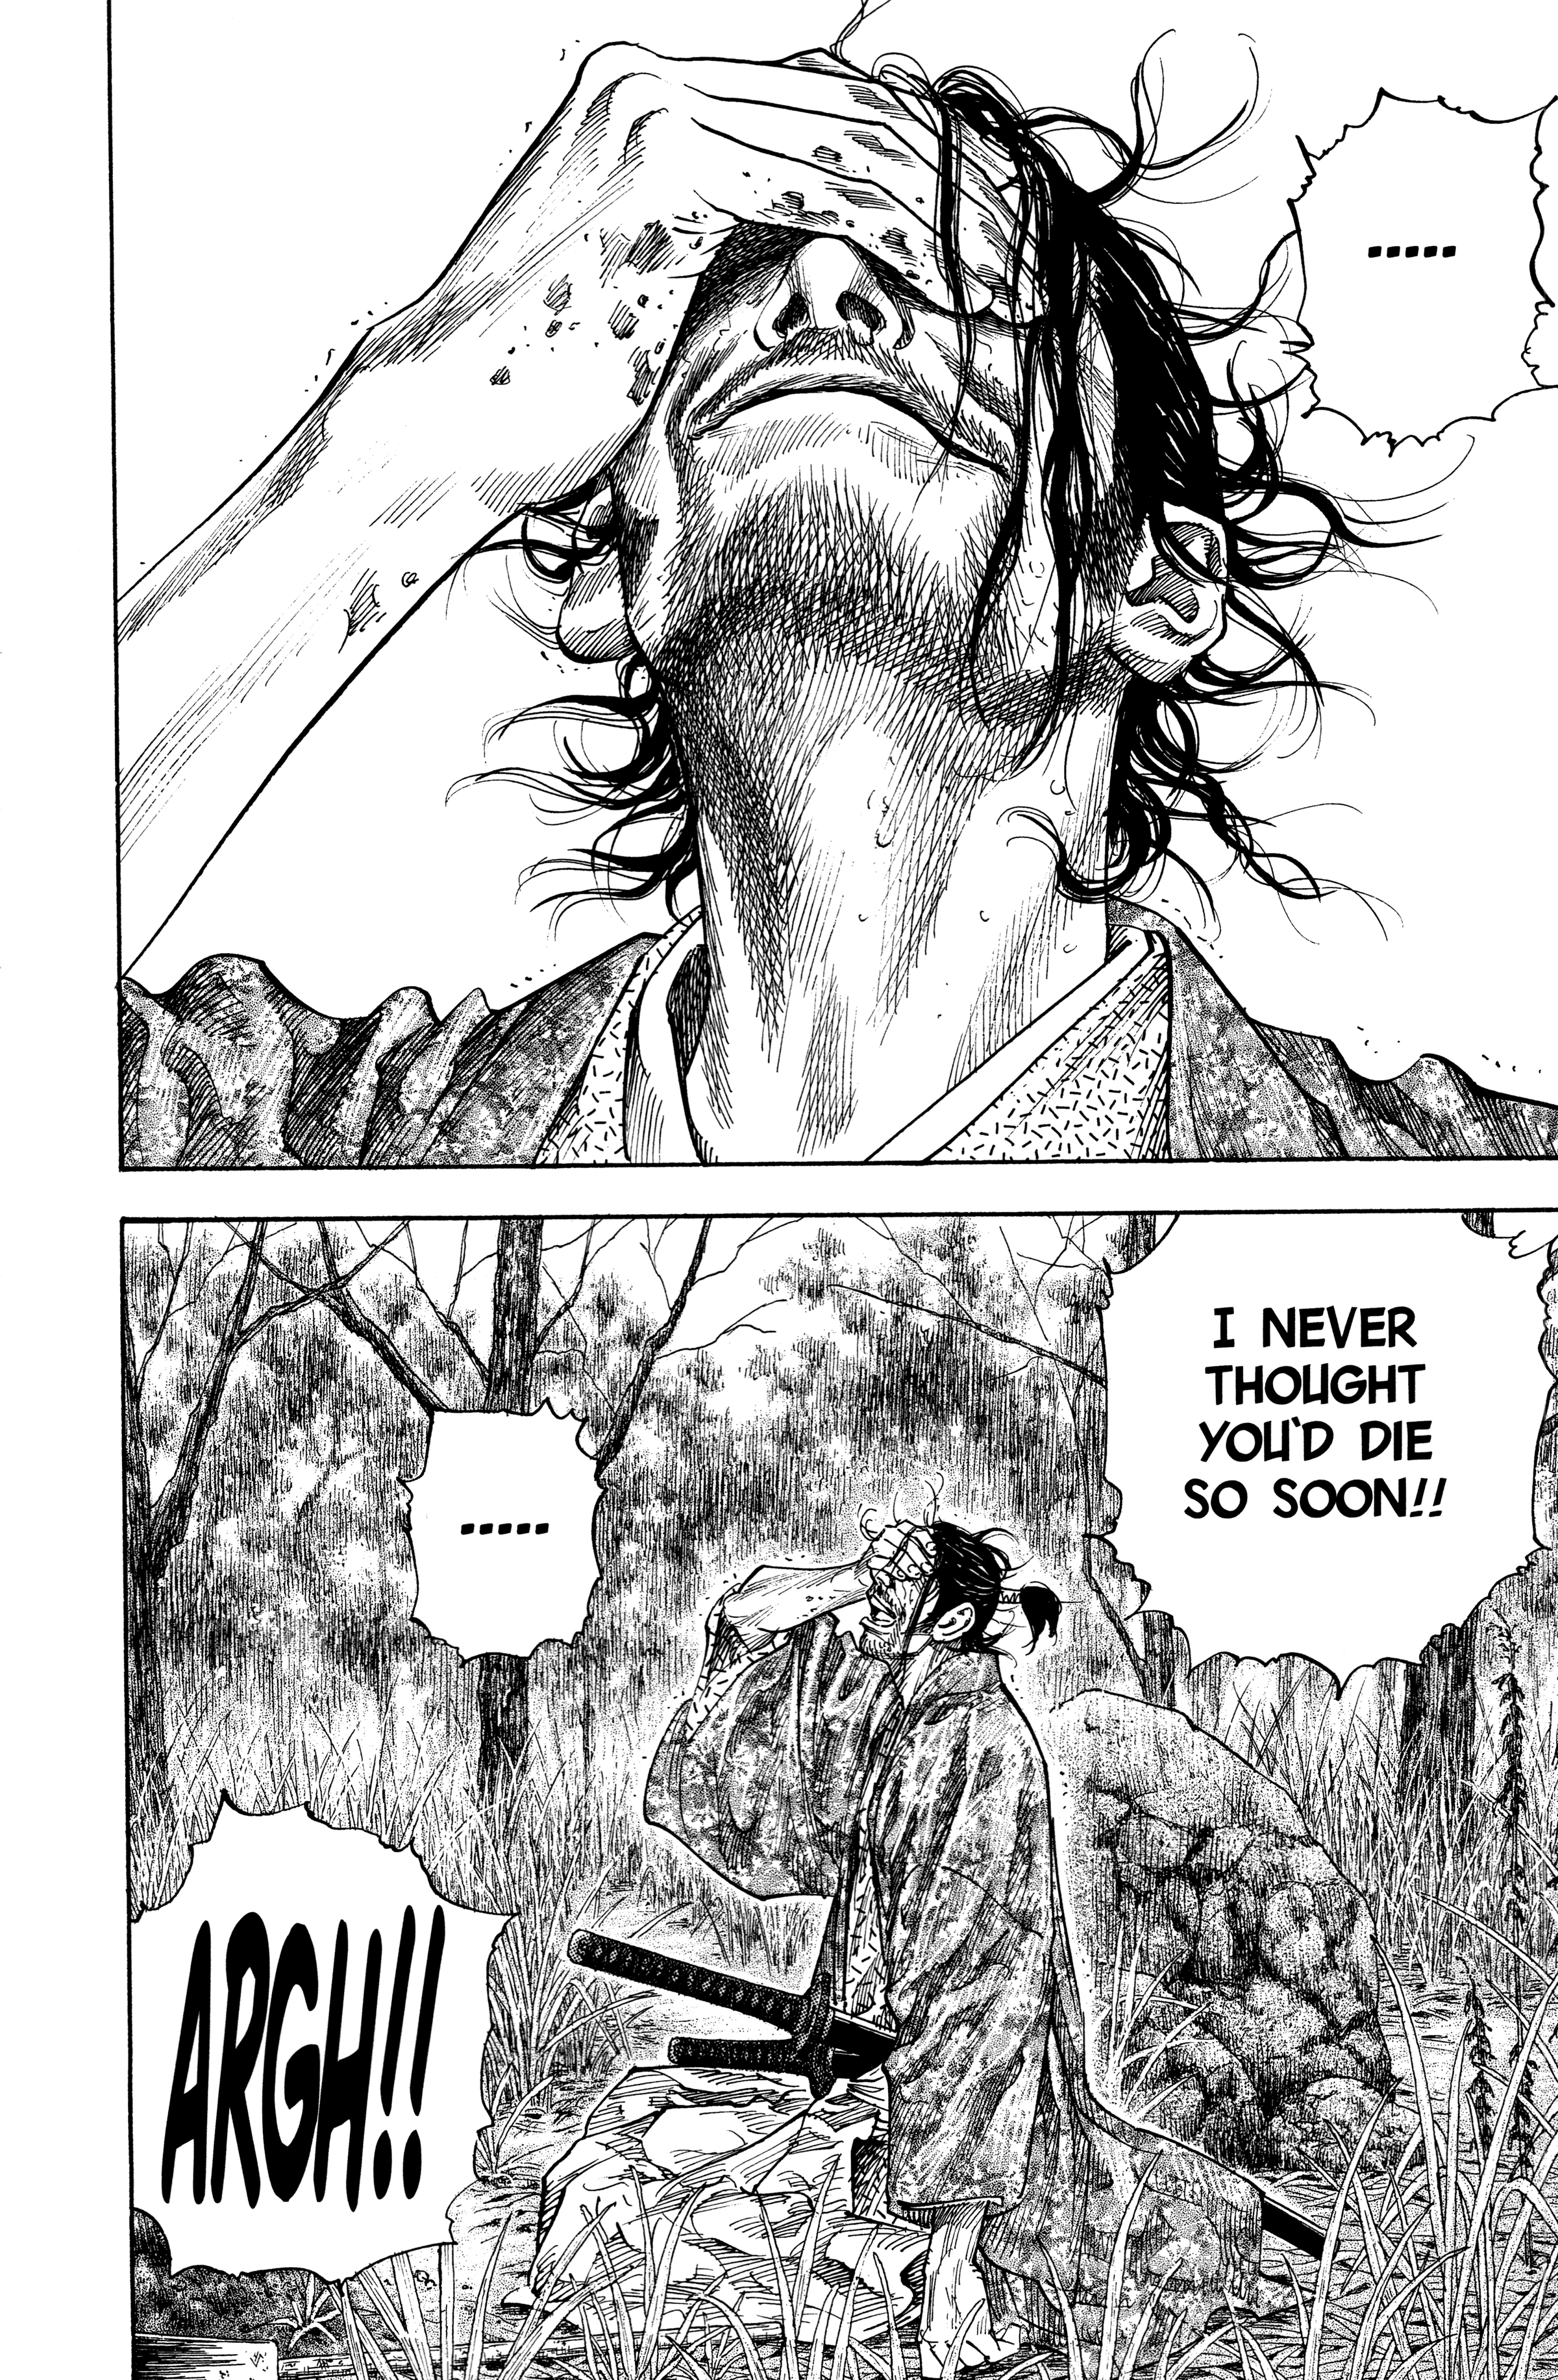 .....
I NEVER
THOUGHT
YOU'D DIE
SO SOON!!
.....
ARGH!!